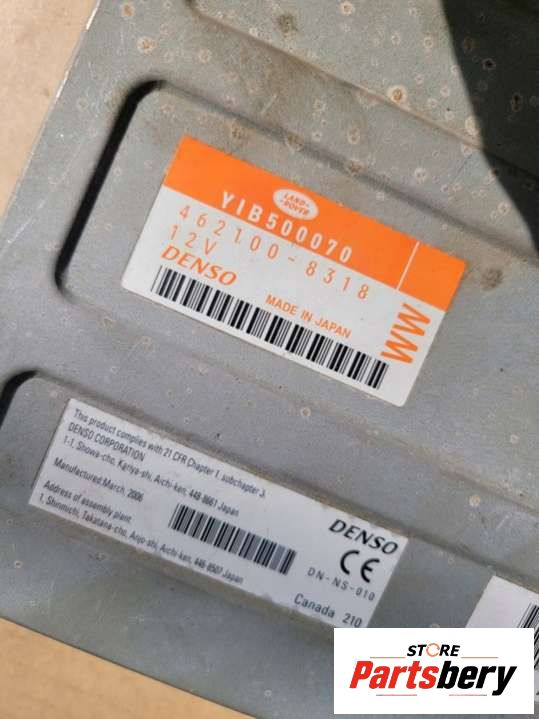 LAND-
ROVER
YIB500070
462100-8318
12V
DENSO
MADE IN JAPAN
WW
This product complies with 21 CFR Chapter 1, subchapter J.
DENSO CORPORATION
1-1, Showa-cho, Kariya-shi, Aichi-ken, 448-8661 Japan
Manufactured: March, 2006
Address of assembly plant
1, Shinmichi, Takatana-cho, Anjo-shi, Aichi-ken, 446-8507 Japan
DENSO
CE
DN-NS-010
Canada 210
STORE
Partsbery